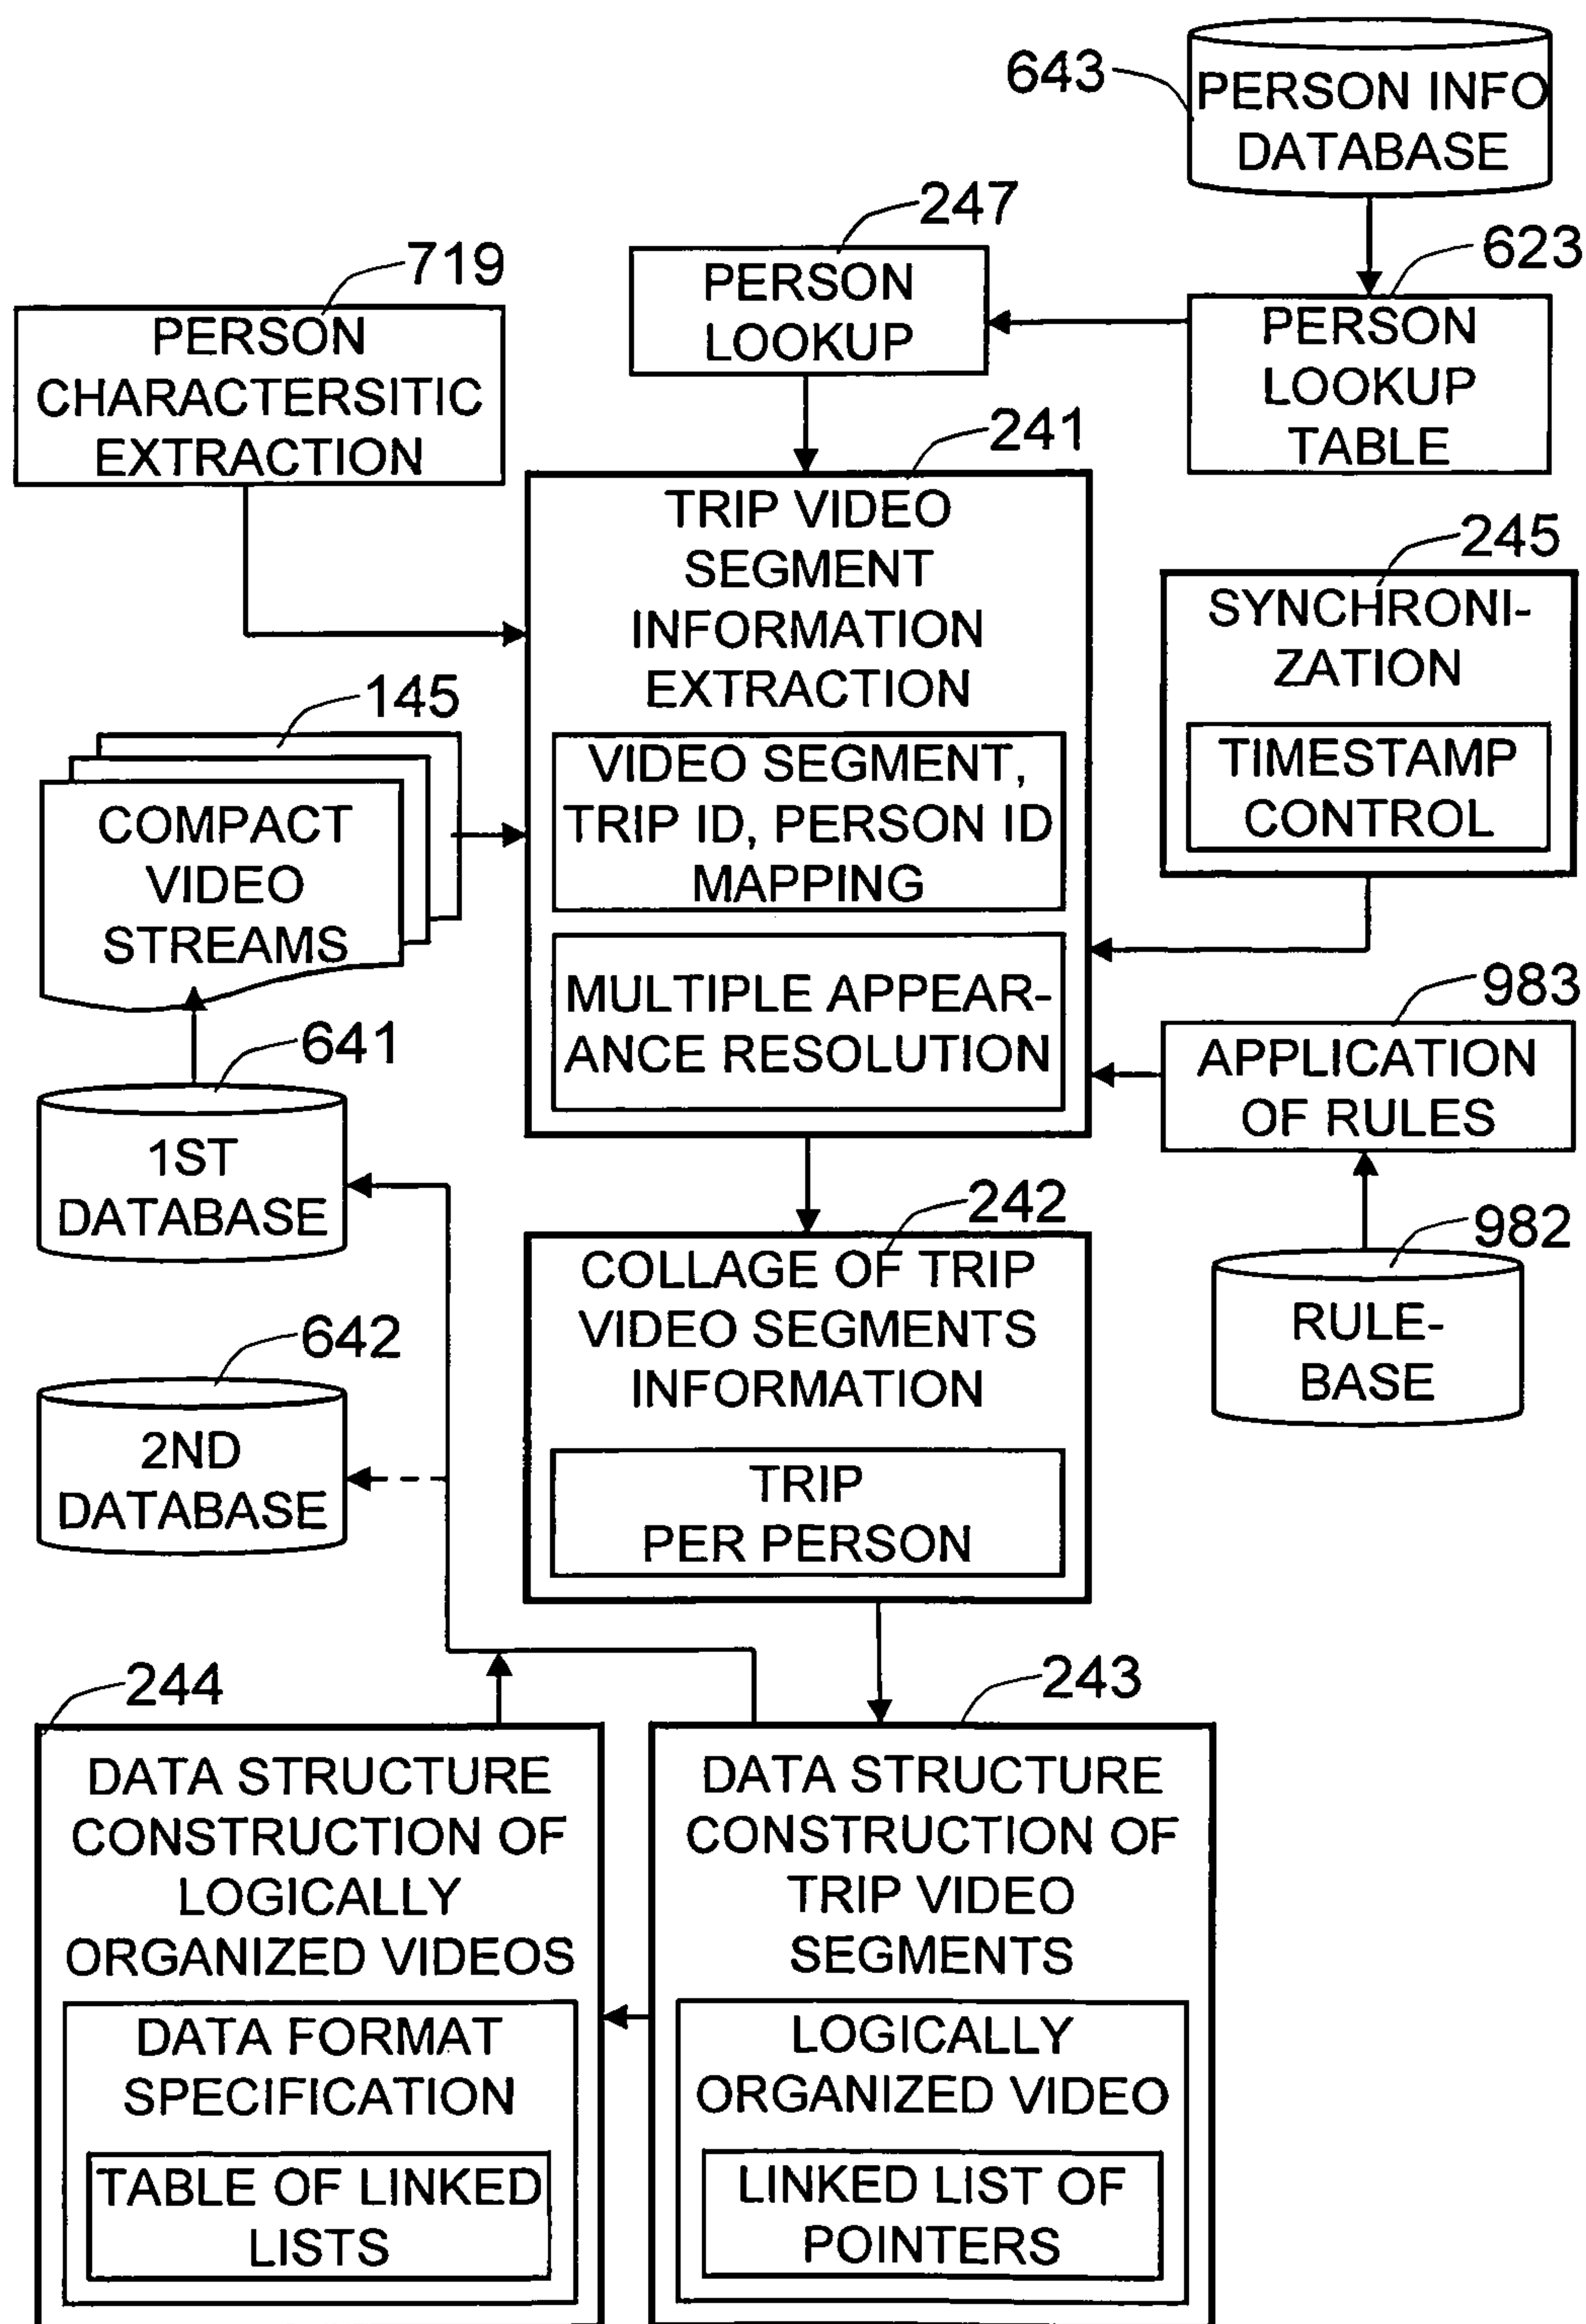 643
PERSON INFO
DATABASE
247
PERSON
LOOKUP
623
PERSON
LOOKUP
TABLE
719
PERSON
CHARACTERSITIC
EXTRACTION
241
TRIP VIDEO
SEGMENT
INFORMATION
EXTRACTION
VIDEO SEGMENT,
TRIP ID, PERSON ID
MAPPING
MULTIPLE APPEAR-
ANCE RESOLUTION
245
SYNCHRONI-
ZATION
TIMESTAMP
CONTROL
145
COMPACT
VIDEO
STREAMS
983
APPLICATION
OF RULES
641
1ST
DATABASE
982
RULE-
BASE
242
COLLAGE OF TRIP
VIDEO SEGMENTS
INFORMATION
TRIP
PER PERSON
642
2ND
DATABASE
244
DATA STRUCTURE
CONSTRUCTION OF
LOGICALLY
ORGANIZED VIDEOS
DATA FORMAT
SPECIFICATION
TABLE OF LINKED
LISTS
243
DATA STRUCTURE
CONSTRUCTION OF
TRIP VIDEO
SEGMENTS
LOGICALLY
ORGANIZED VIDEO
LINKED LIST OF
POINTERS